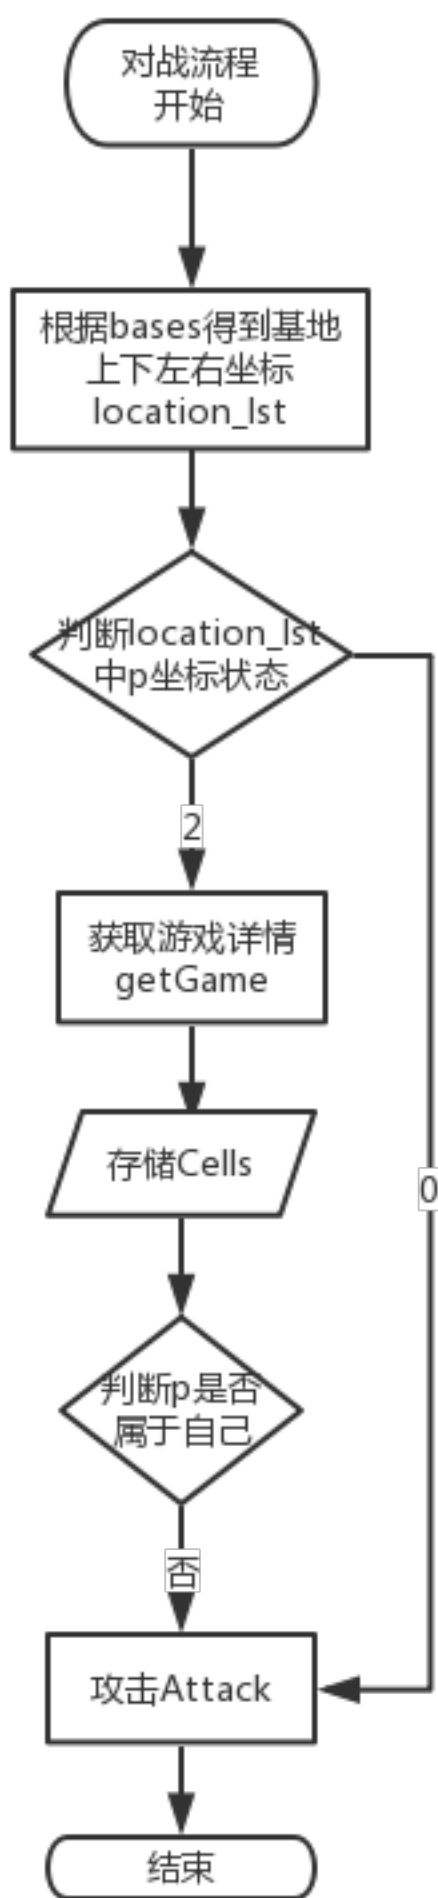 对战流程
开始
根据bases得到基地
上下左右坐标
location_lst
判断location_lst
中p坐标状态
2
获取游戏详情
getGame
存储Cells
0
判断p是否
属于自己
否
攻击Attack
结束